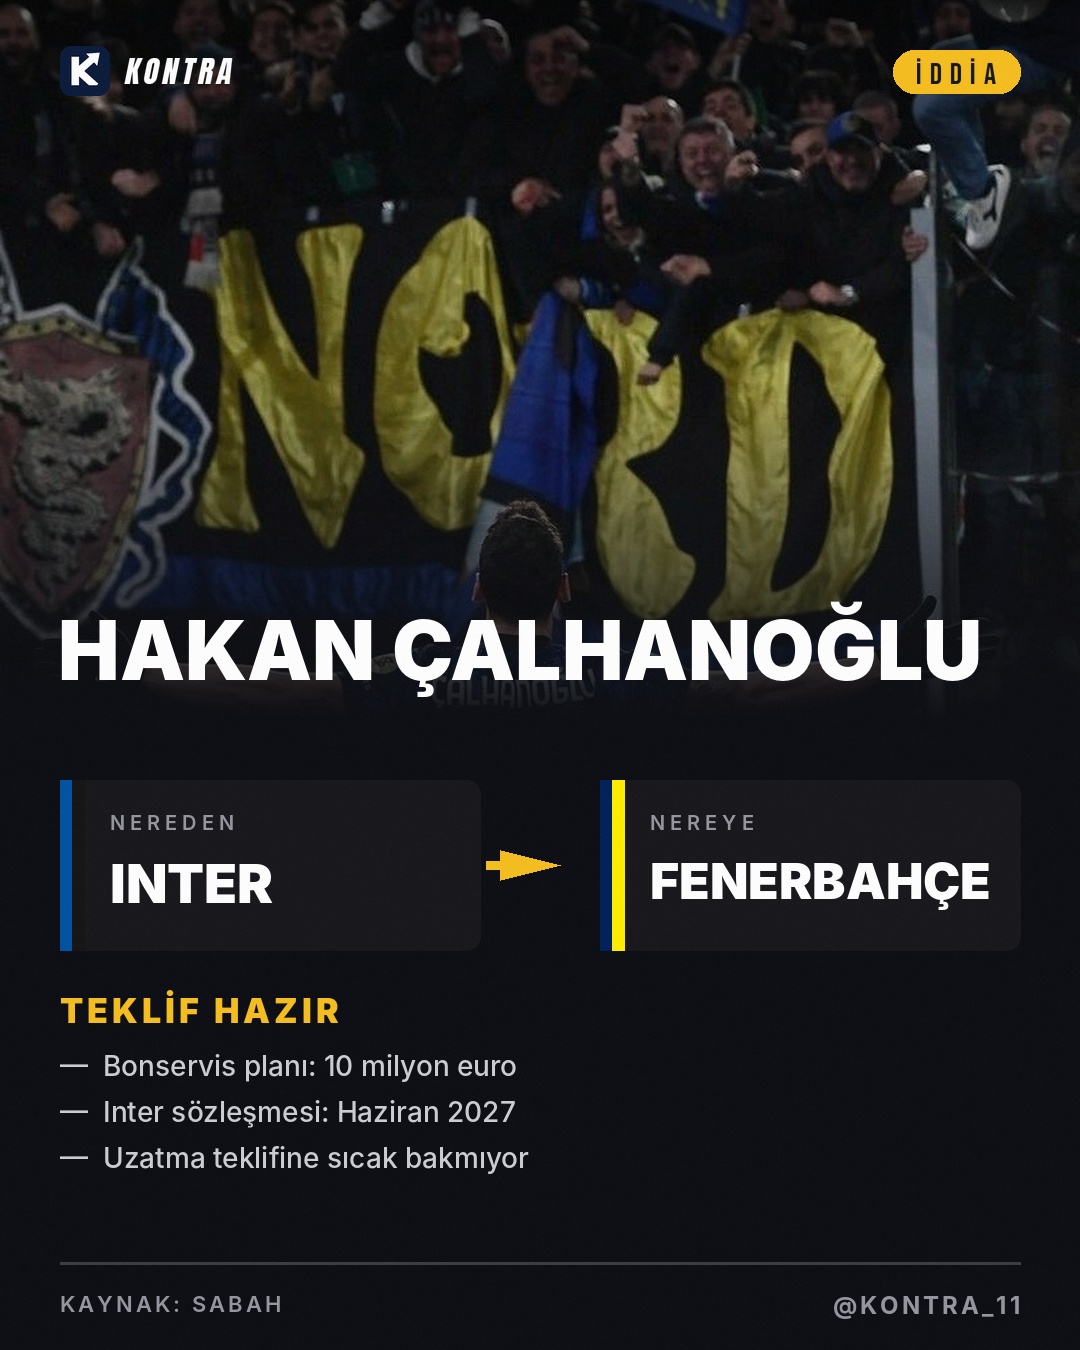 KONTRA
İDDİA
NORD
HAKAN ÇALHANOĞLU
ÇALHANOĞLU
NEREDEN
INTER
NEREYE
FENERBAHÇE
TEKLİF HAZIR
— Bonservis planı: 10 milyon euro
— Inter sözleşmesi: Haziran 2027
— Uzatma teklifine sıcak bakmıyor
KAYNAK: SABAH
@KONTRA_11